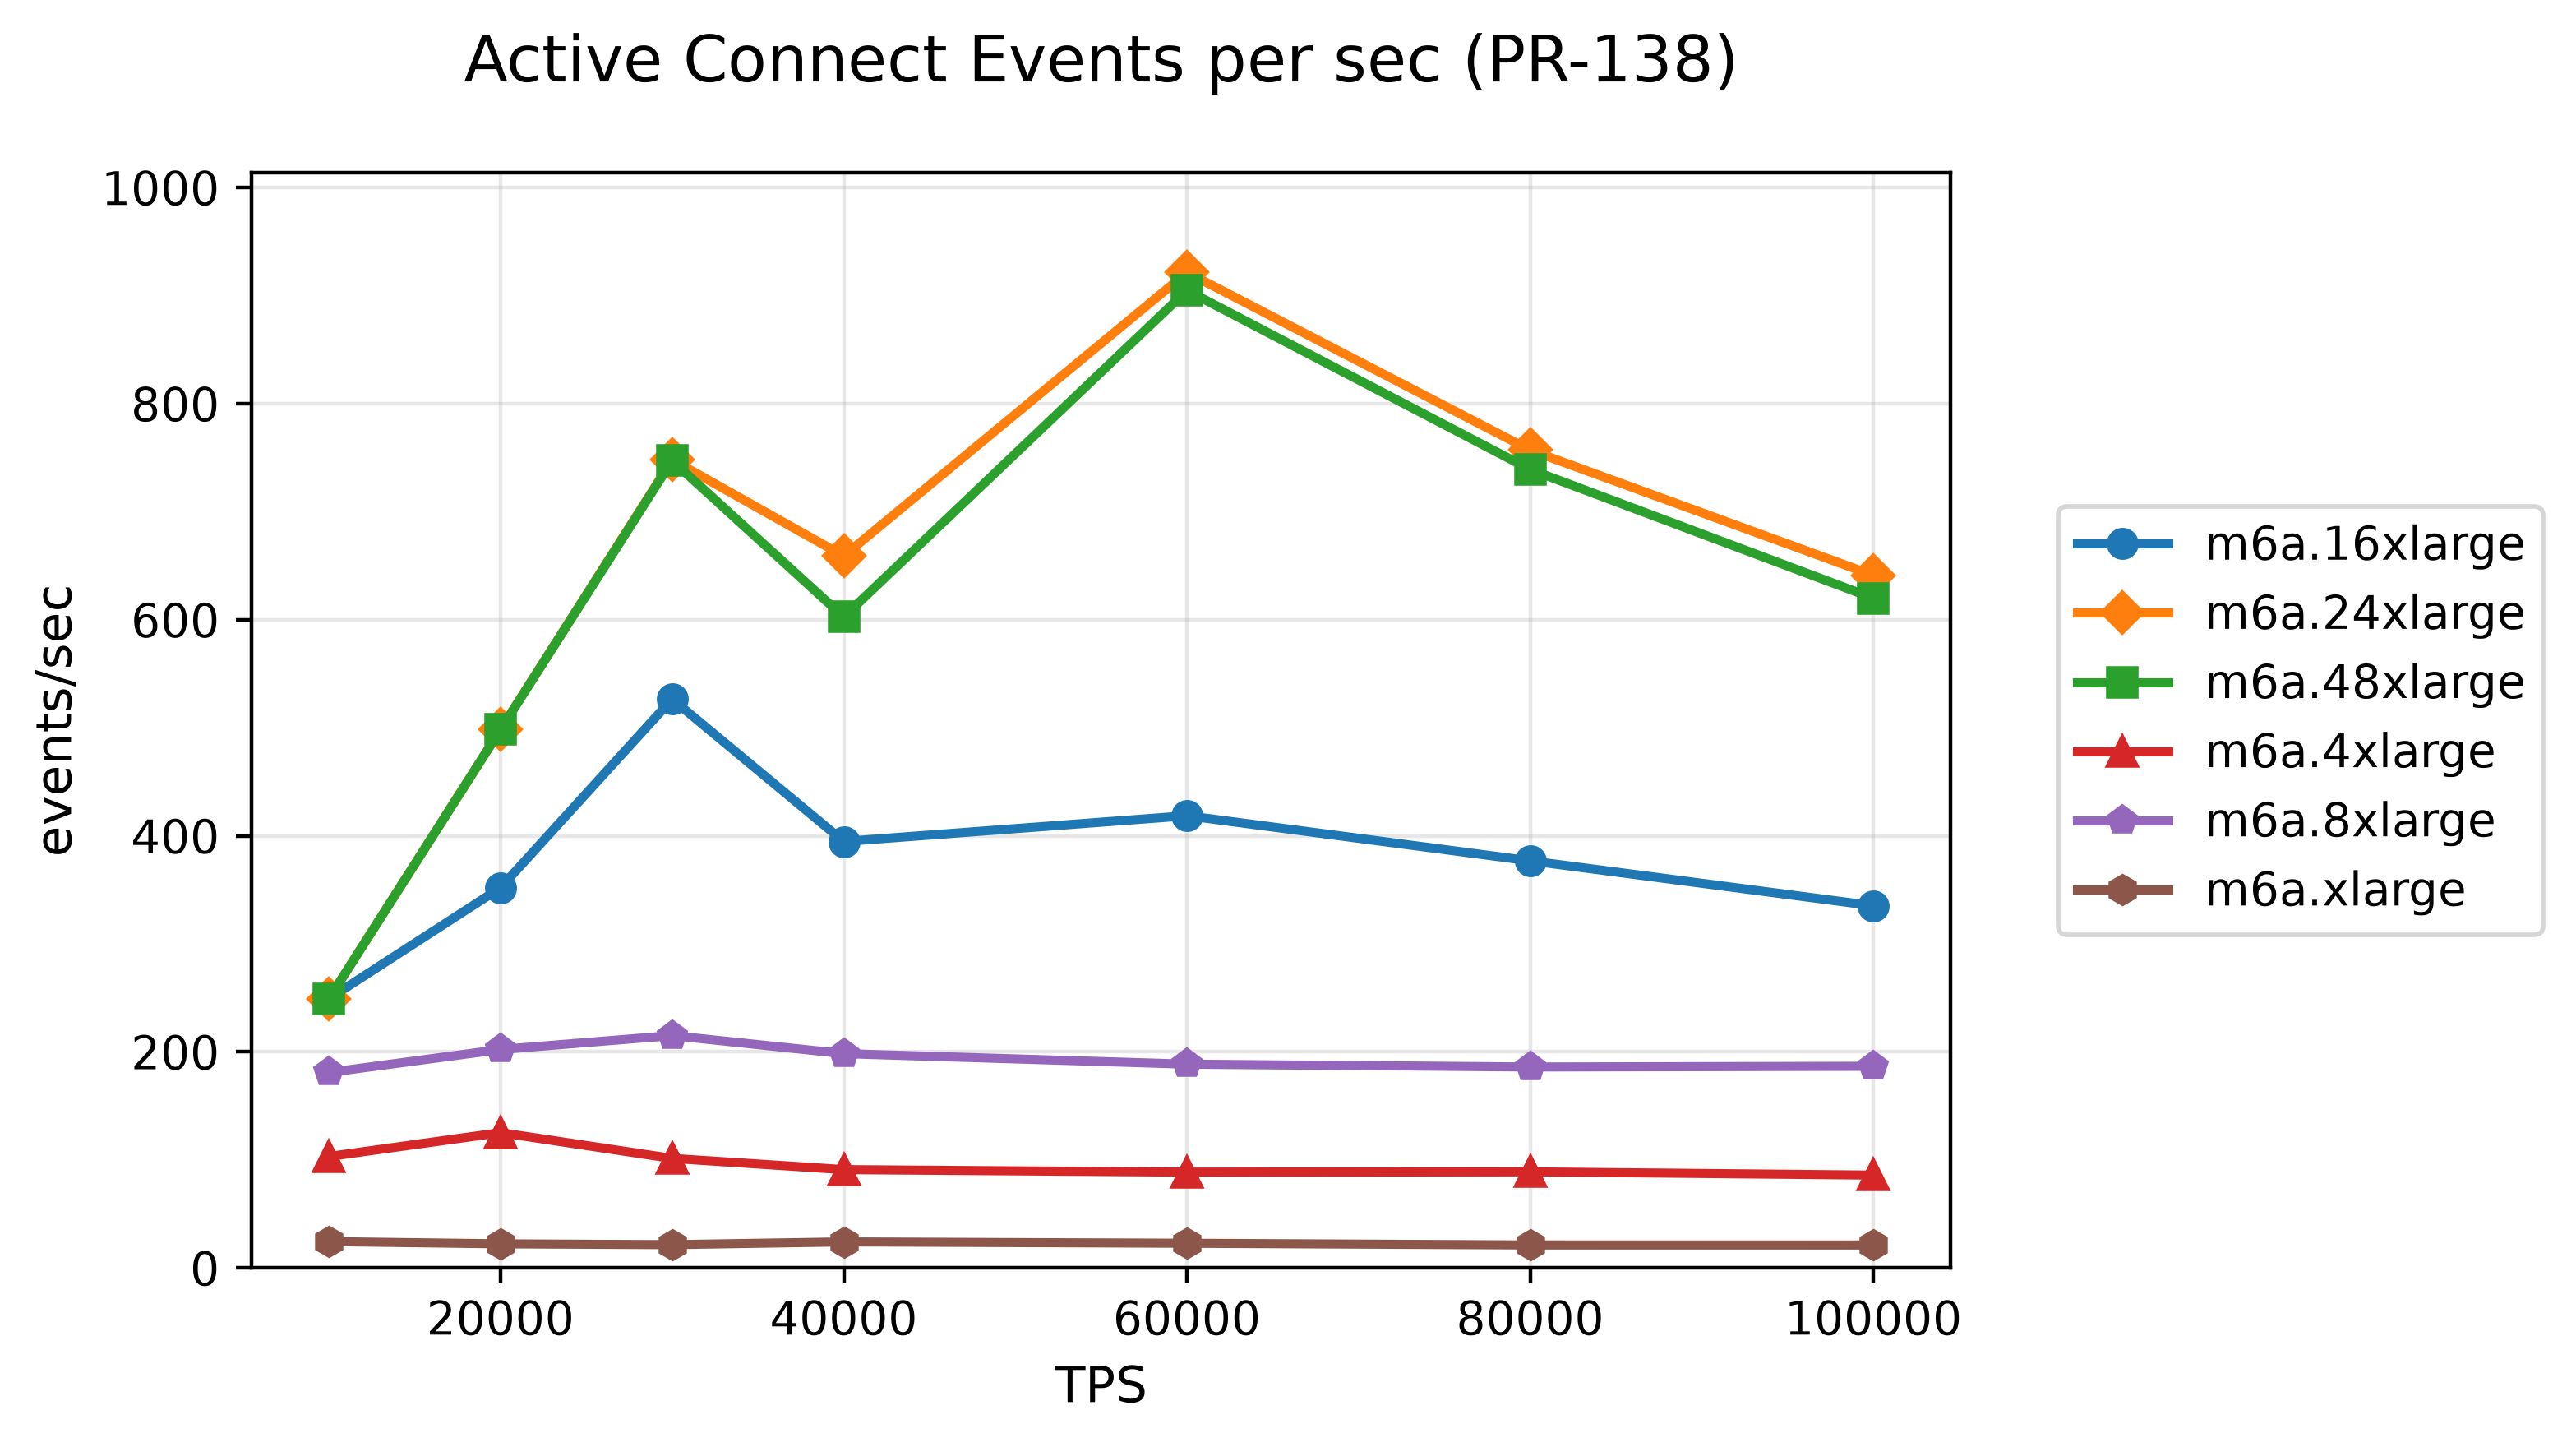 Active Connect Events per sec (PR-138)
1000
800
600
400
200
0
events/sec
20000 40000 60000 80000 100000
TPS
m6a.16xlarge
m6a.24xlarge
m6a.48xlarge
m6a.4xlarge
m6a.8xlarge
m6a.xlarge